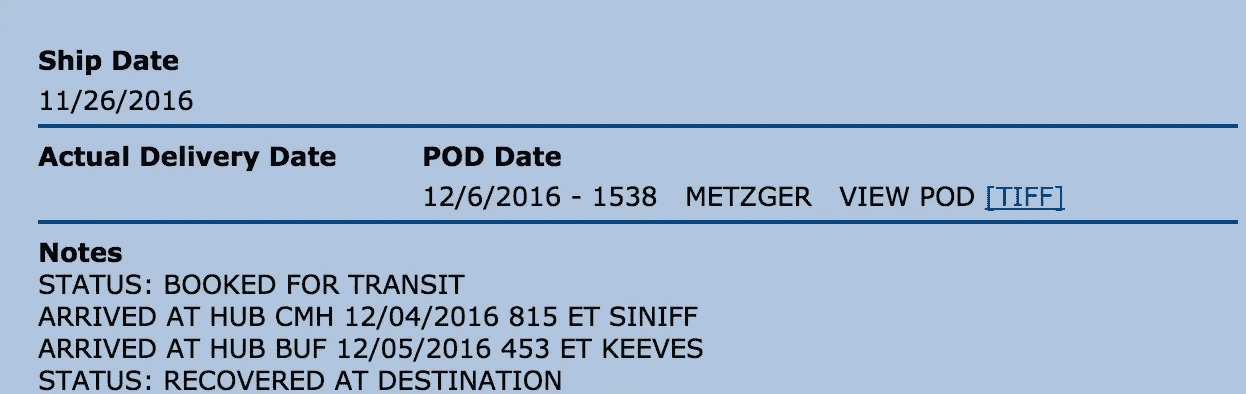 Ship Date
11/26/2016
Actual Delivery Date POD Date
12/6/2016 - 1538 METZGER VIEW POD [TIFF]
Notes
STATUS: BOOKED FOR TRANSIT
ARRIVED AT HUB CMH 12/04/2016 815 ET SINIFF
ARRIVED AT HUB BUF 12/05/2016 453 ET KEEVES
STATUS: RECOVERED AT DESTINATION